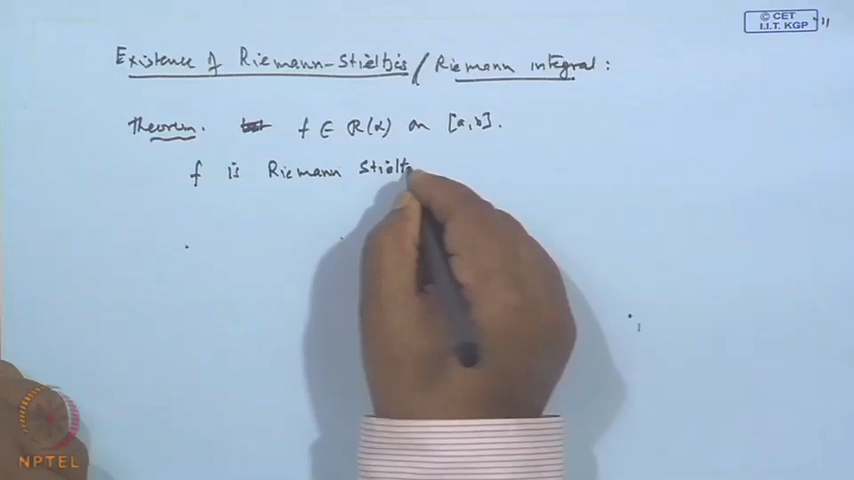 © CET
I.I.T. KGP
Existence of Riemann-Stieltjes / Riemann integral :
Theorem. f ∈ R(α) on [a,b].
f is Riemann Stielt
NPTEL